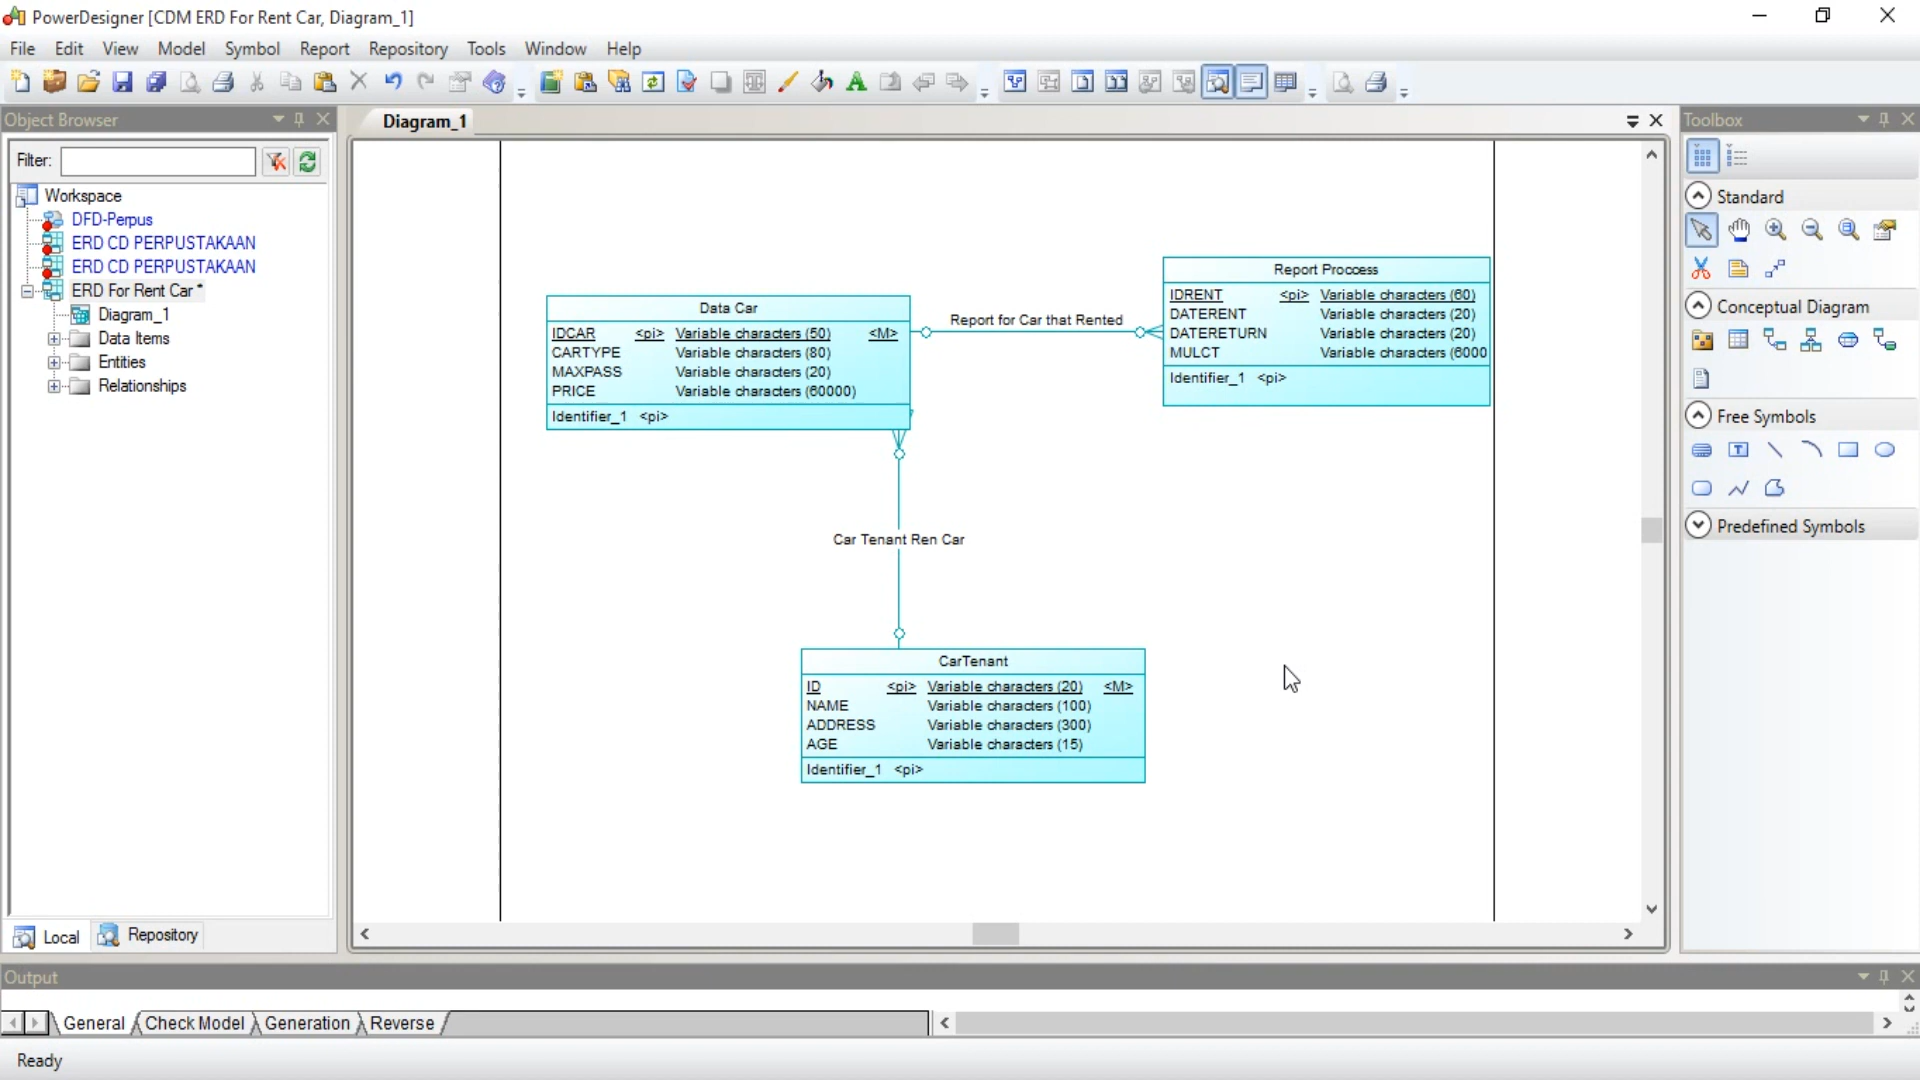 PowerDesigner [CDM ERD For Rent Car, Diagram_1]
File Edit View Model Symbol Report Repository Tools Window Help
Object Browser
Diagram_1
Toolbox
Filter:
Workspace
DFD-Perpus
ERD CD PERPUSTAKAAN
ERD CD PERPUSTAKAAN
ERD For Rent Car *
Diagram_1
Data Items
Entities
Relationships
Local Repository
Data Car
IDCAR <pi> Variable characters (50) <M>
CARTYPE Variable characters (80)
MAXPASS Variable characters (20)
PRICE Variable characters (60000)
Identifier_1 <pi>
Report for Car that Rented
Report Proccess
IDRENT <pi> Variable characters (60)
DATERENT Variable characters (20)
DATERETURN Variable characters (20)
MULCT Variable characters (6000
Identifier_1 <pi>
Car Tenant Ren Car
CarTenant
ID <pi> Variable characters (20) <M>
NAME Variable characters (100)
ADDRESS Variable characters (300)
AGE Variable characters (15)
Identifier_1 <pi>
Standard
Conceptual Diagram
Free Symbols
Predefined Symbols
Output
General Check Model Generation Reverse
Ready